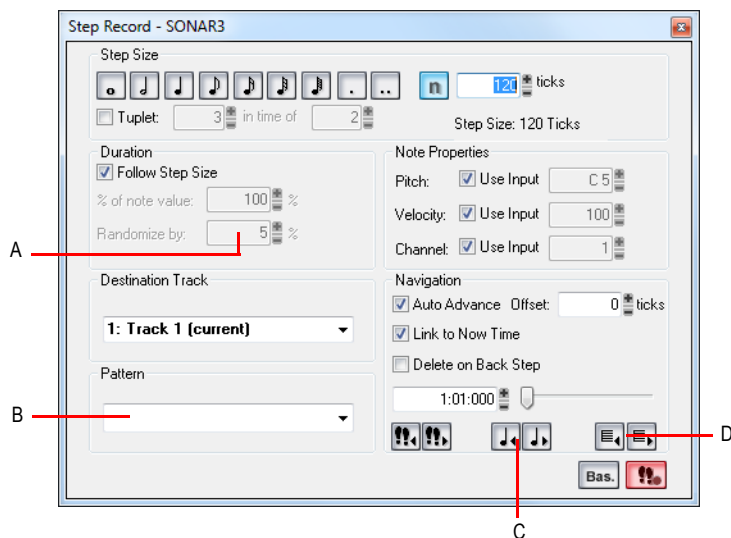 Step Record - SONAR3
Step Size
n 120 ticks
Tuplet: 3 in time of 2 Step Size: 120 Ticks
Duration
Follow Step Size
% of note value: 100 %
Randomize by: 5 %
Note Properties
Pitch: Use Input C 5
Velocity: Use Input 100
Channel: Use Input 1
A
Destination Track
1: Track 1 (current)
Pattern
B
Navigation
Auto Advance Offset: 0 ticks
Link to Now Time
Delete on Back Step
1:01:000
D
Bas.
C